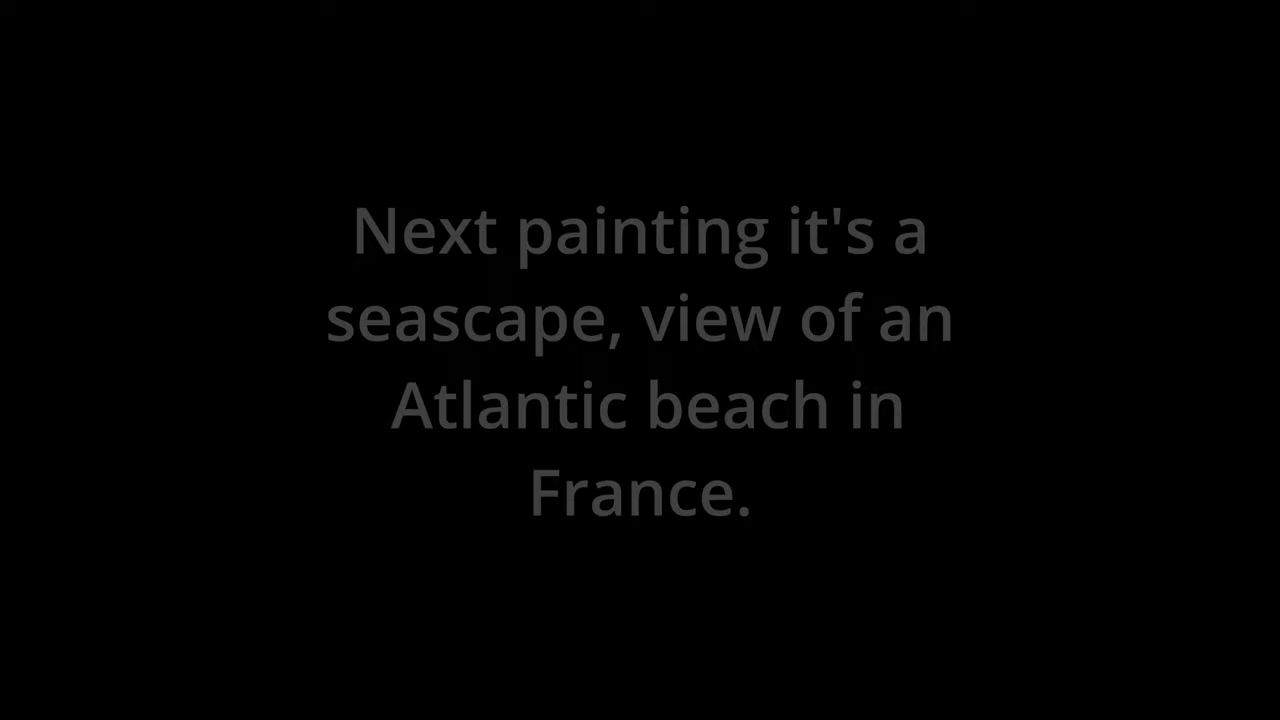 Next painting it's a
seascape, view of an
Atlantic beach in
France.